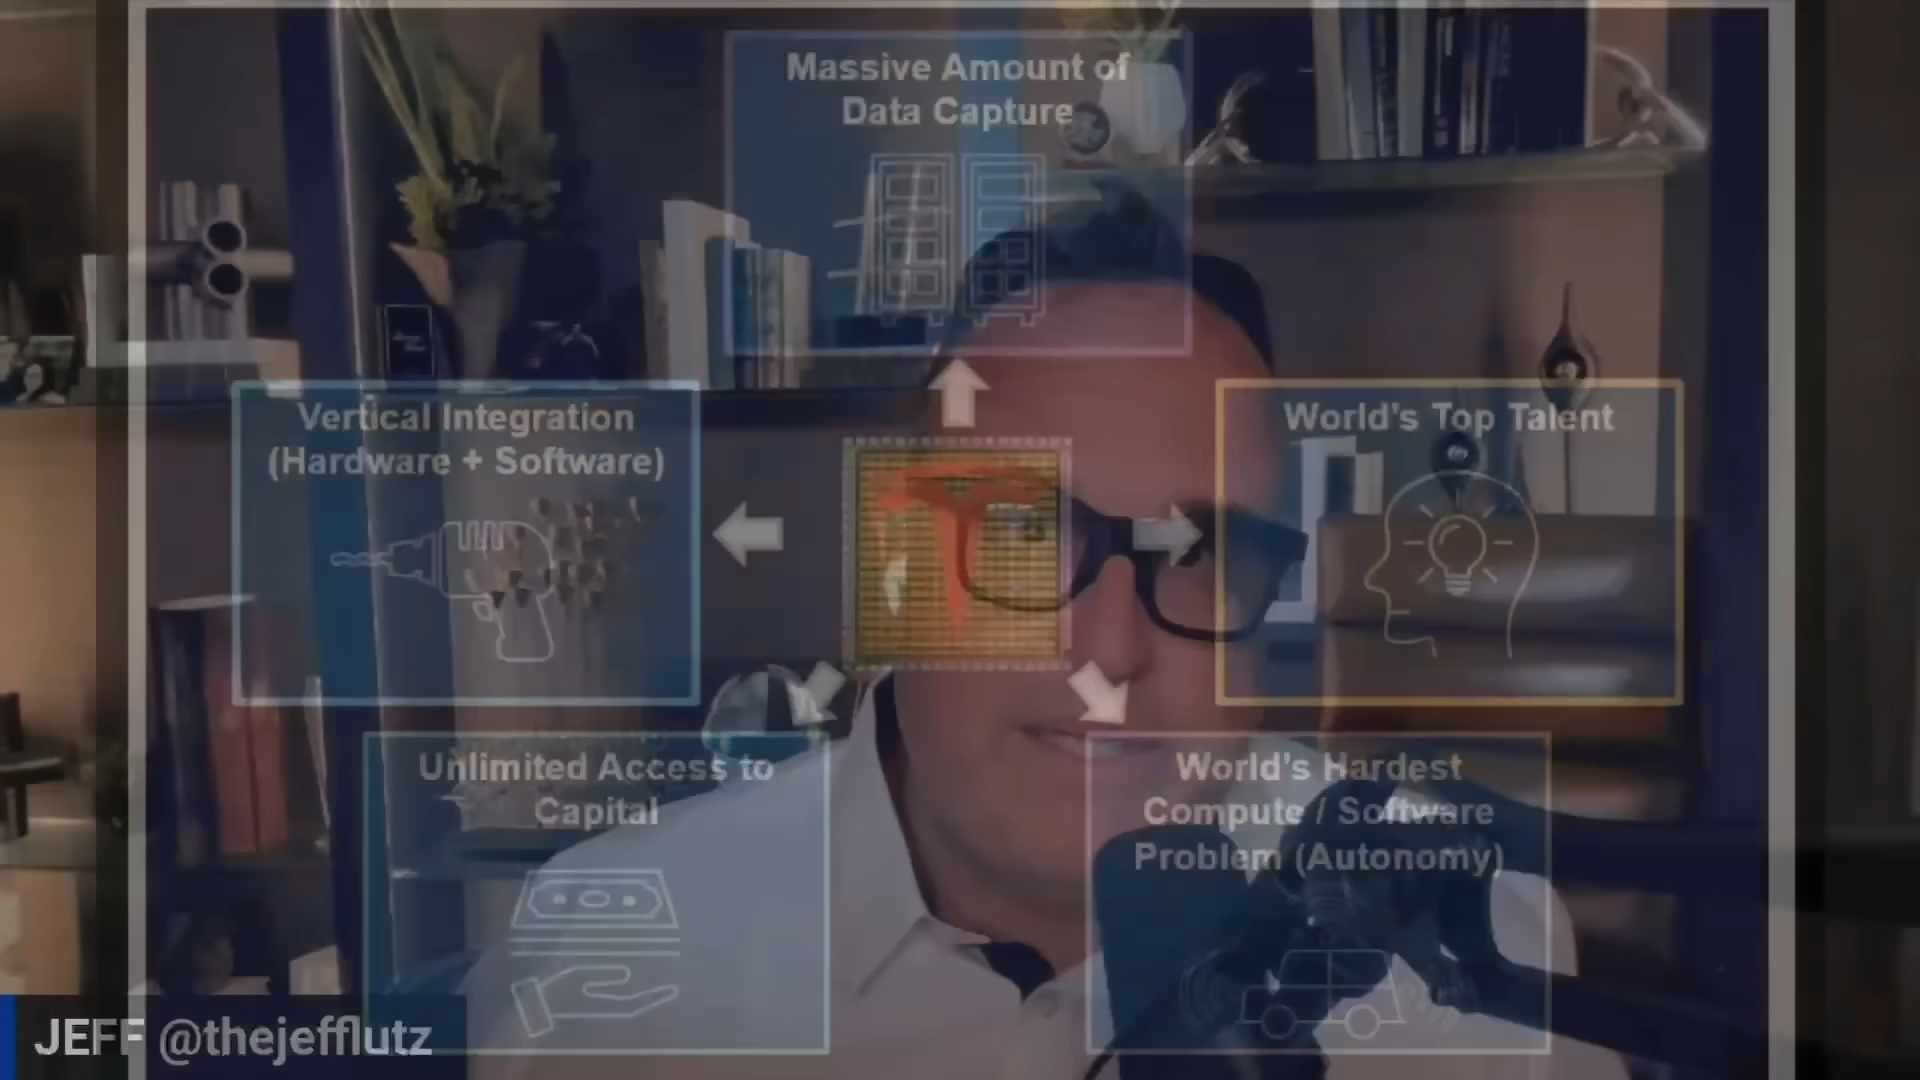 Massive Amount of
Data Capture
Vertical Integration
(Hardware + Software)
World's Top Talent
Unlimited Access to
Capital
World's Hardest
Compute / Software
Problem (Autonomy)
JEFF @thejefflutz